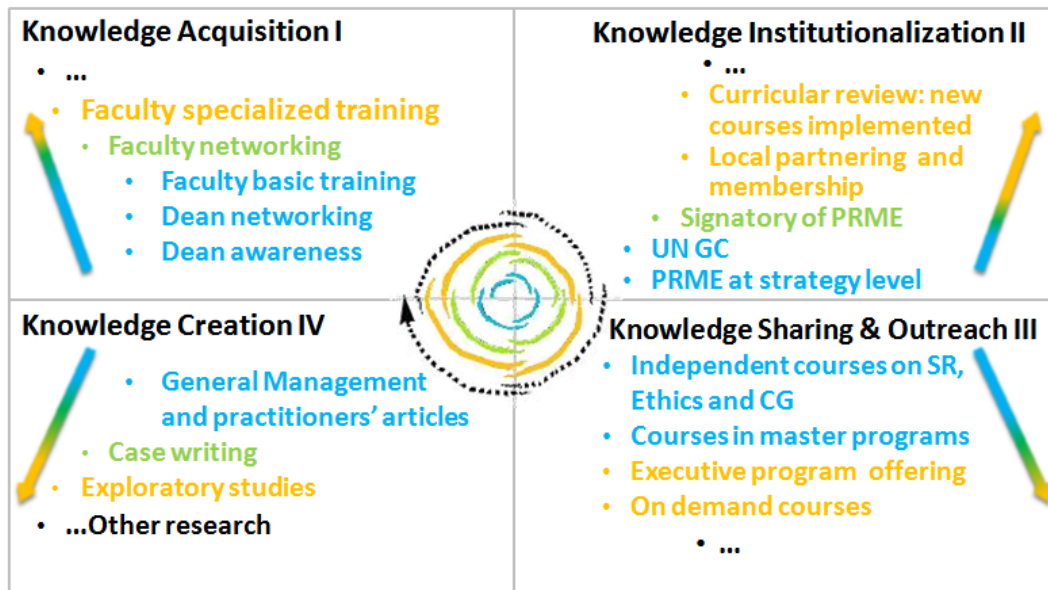 Knowledge Acquisition I
• ...
• Faculty specialized training
• Faculty networking
• Faculty basic training
• Dean networking
• Dean awareness
Knowledge Institutionalization II
• ...
• Curricular review: new
courses implemented
• Local partnering and
membership
• Signatory of PRME
• UN GC
• PRME at strategy level
Knowledge Sharing & Outreach III
• Independent courses on SR,
Ethics and CG
• Courses in master programs
• Executive program offering
• On demand courses
• ...
Knowledge Creation IV
• General Management
and practitioners’ articles
• Case writing
• Exploratory studies
• ...Other research